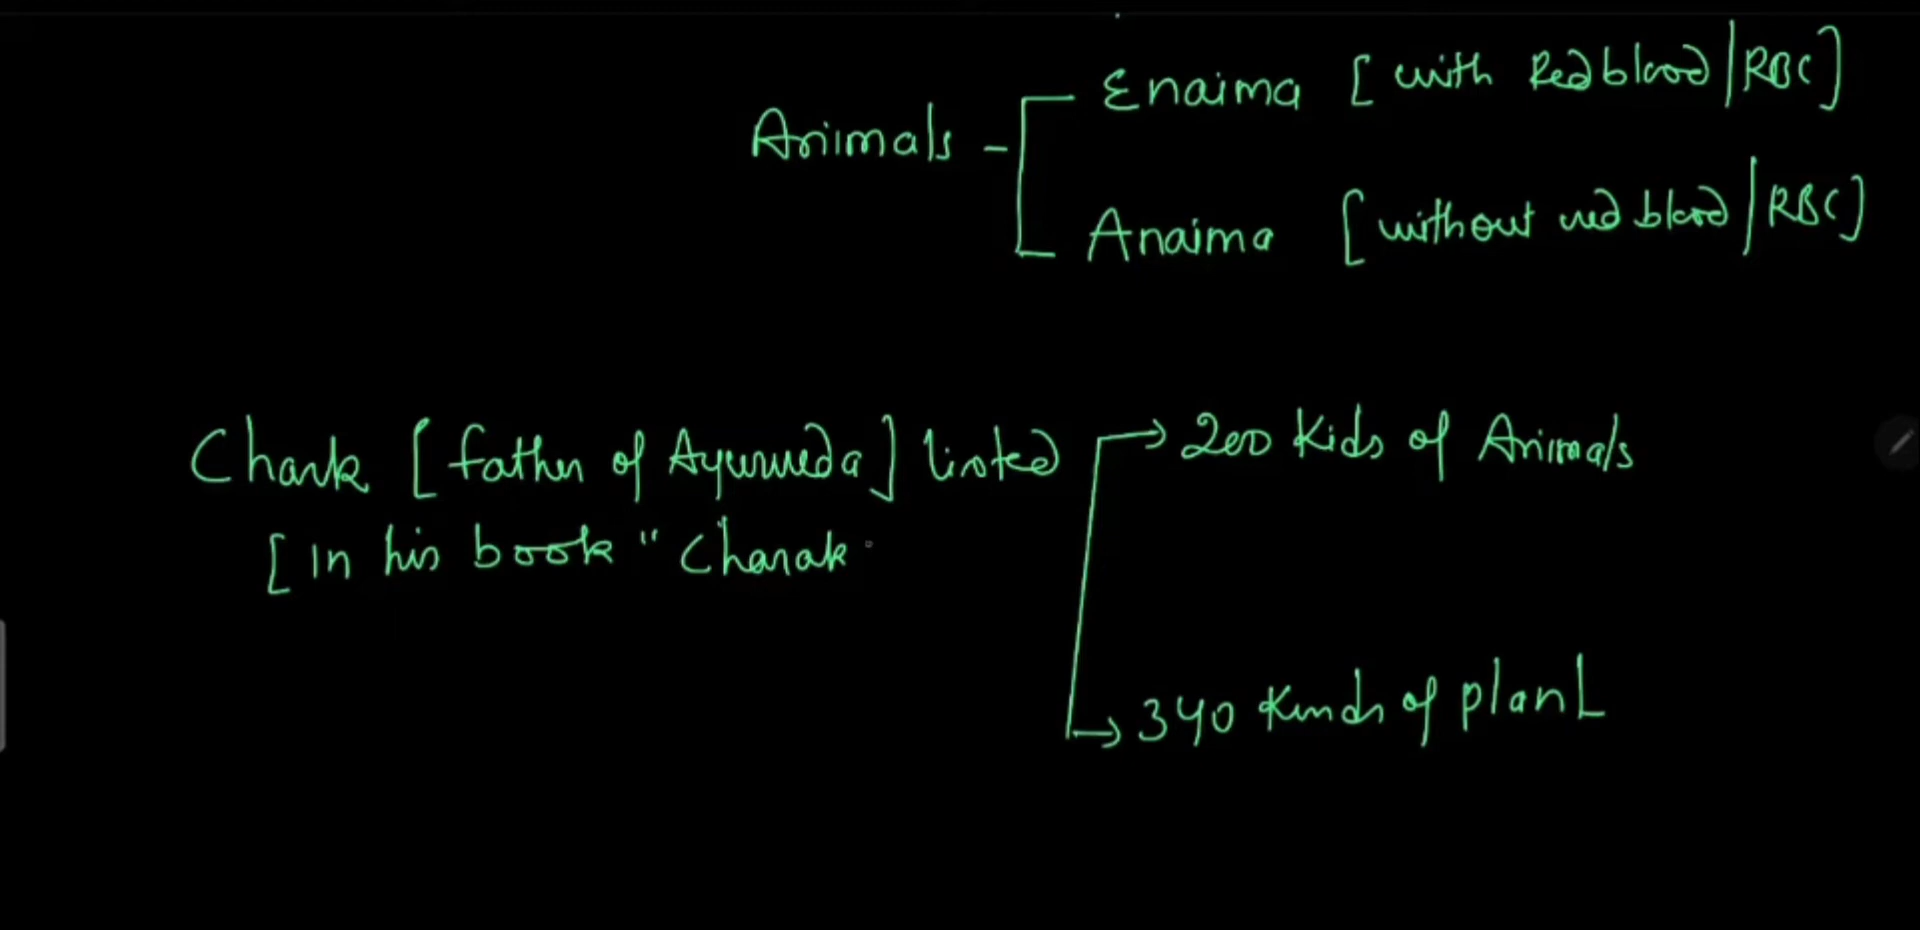 Enaima [ with Red blood / RBC ]
Animals -
Anaima [ without red blood / RBC ]
Chark [ father of Ayurveda ] listed → 200 Kids of Animals
[ In his book " Charak
→ 340 Kinds of plant